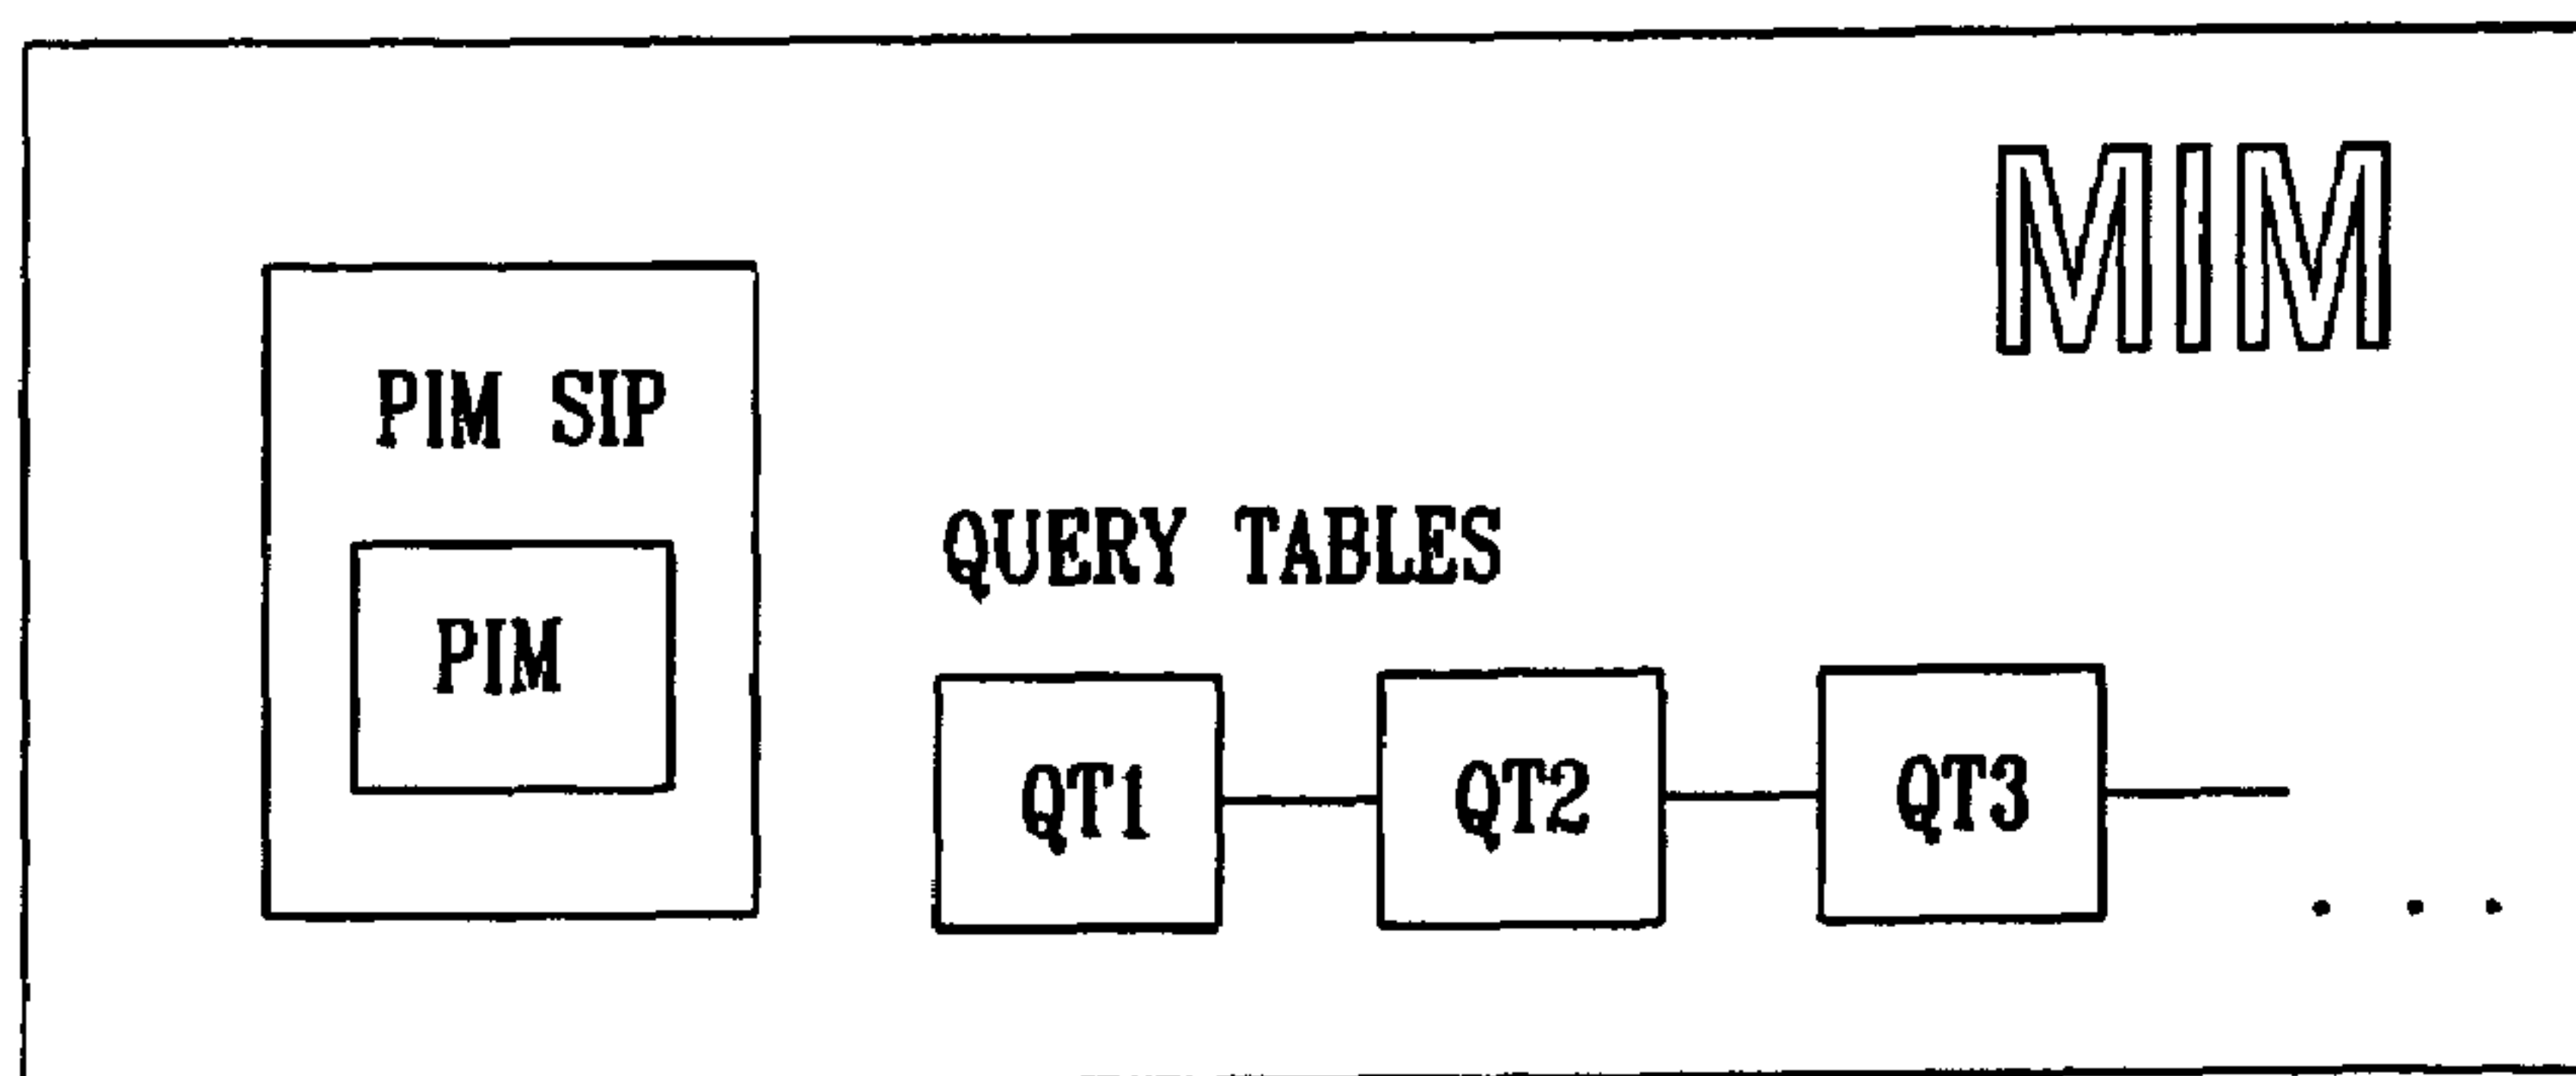 MIM
PIM SIP
QUERY TABLES
PIM
QT1
QT2
QT3
. . .